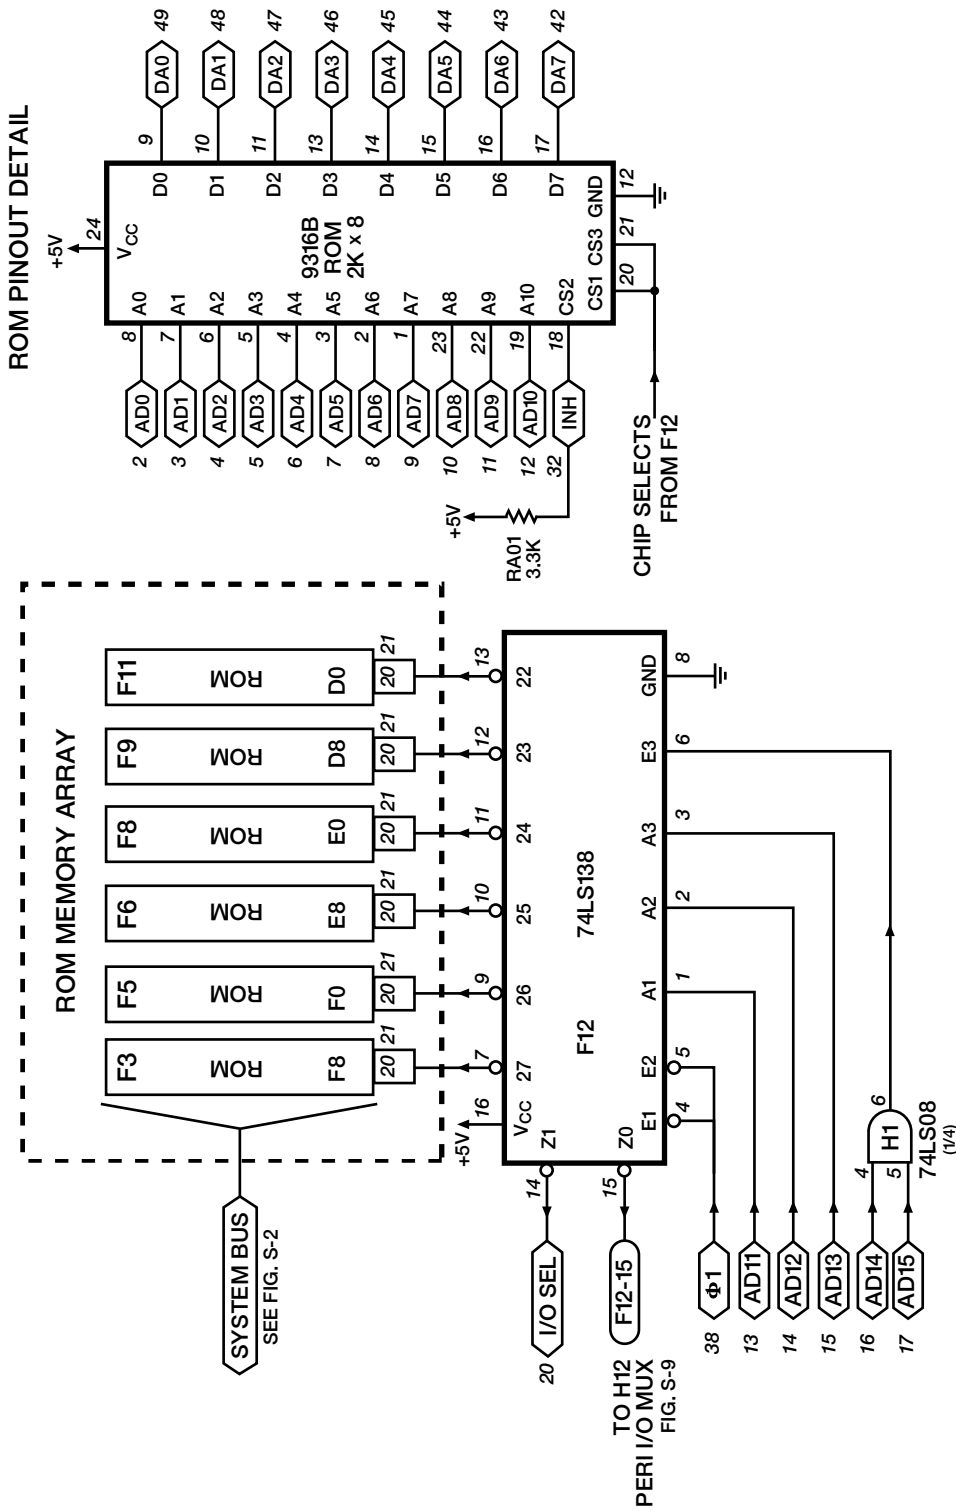 ROM PINOUT DETAIL
+5V
24
VCC
9316B
ROM
2K x 8
2 AD0 8 A0
3 AD1 7 A1
4 AD2 6 A2
5 AD3 5 A3
6 AD4 4 A4
7 AD5 3 A5
8 AD6 2 A6
9 AD7 1 A7
10 AD8 23 A8
11 AD9 22 A9
12 AD10 19 A10
32 INH 18 CS2
D0 9 DA0 49
D1 10 DA1 48
D2 11 DA2 47
D3 13 DA3 46
D4 14 DA4 45
D5 15 DA5 44
D6 16 DA6 43
D7 17 DA7 42
CS1 CS3 GND
20 21 12
+5V
RA01
3.3K
CHIP SELECTS
FROM F12
ROM MEMORY ARRAY
F3 F5 F6 F8 F9 F11
ROM ROM ROM ROM ROM ROM
F8 F0 E8 E0 D8 D0
20 21 20 21 20 21 20 21 20 21 20 21
SYSTEM BUS
SEE FIG. S-2
+5V
16 7 9 10 11 12 13
VCC 27 26 25 24 23 22
F12 74LS138
Z1 14 I/O SEL 20
Z0 15 F12-15
TO H12
PERI I/O MUX
FIG. S-9
E1 E2 A1 A2 A3 E3 GND
4 5 1 2 3 6 8
38 Φ1
13 AD11
14 AD12
15 AD13
16 AD14 4
17 AD15 5
H1 6
74LS08
(1/4)